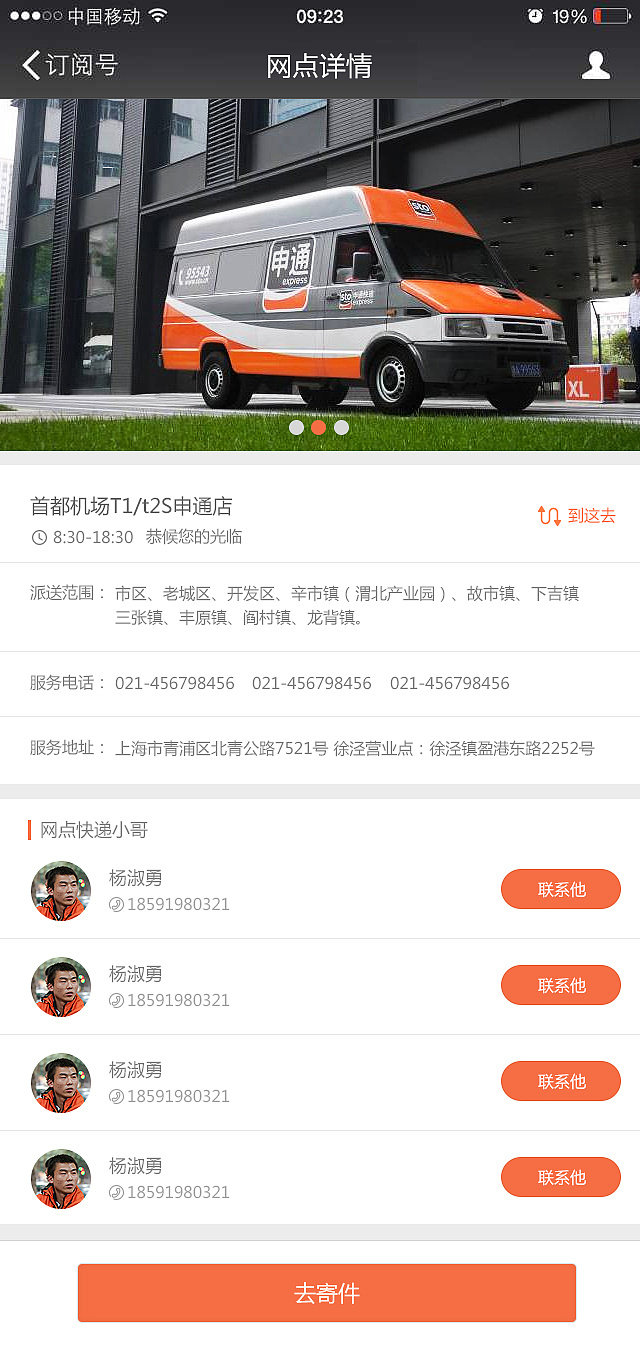 中国移动
09:23
19%
订阅号
网点详情
sto
95543
申通
express
sto 申通快递
express
XL
首都机场T1/t2S申通店
到这去
8:30-18:30 恭候您的光临
派送范围： 市区、老城区、开发区、辛市镇（渭北产业园）、故市镇、下吉镇
三张镇、丰原镇、阎村镇、龙背镇。
服务电话： 021-456798456 021-456798456 021-456798456
服务地址： 上海市青浦区北青公路7521号 徐泾营业点：徐泾镇盈港东路2252号
网点快递小哥
杨淑勇
18591980321
联系他
杨淑勇
18591980321
联系他
杨淑勇
18591980321
联系他
杨淑勇
18591980321
联系他
去寄件